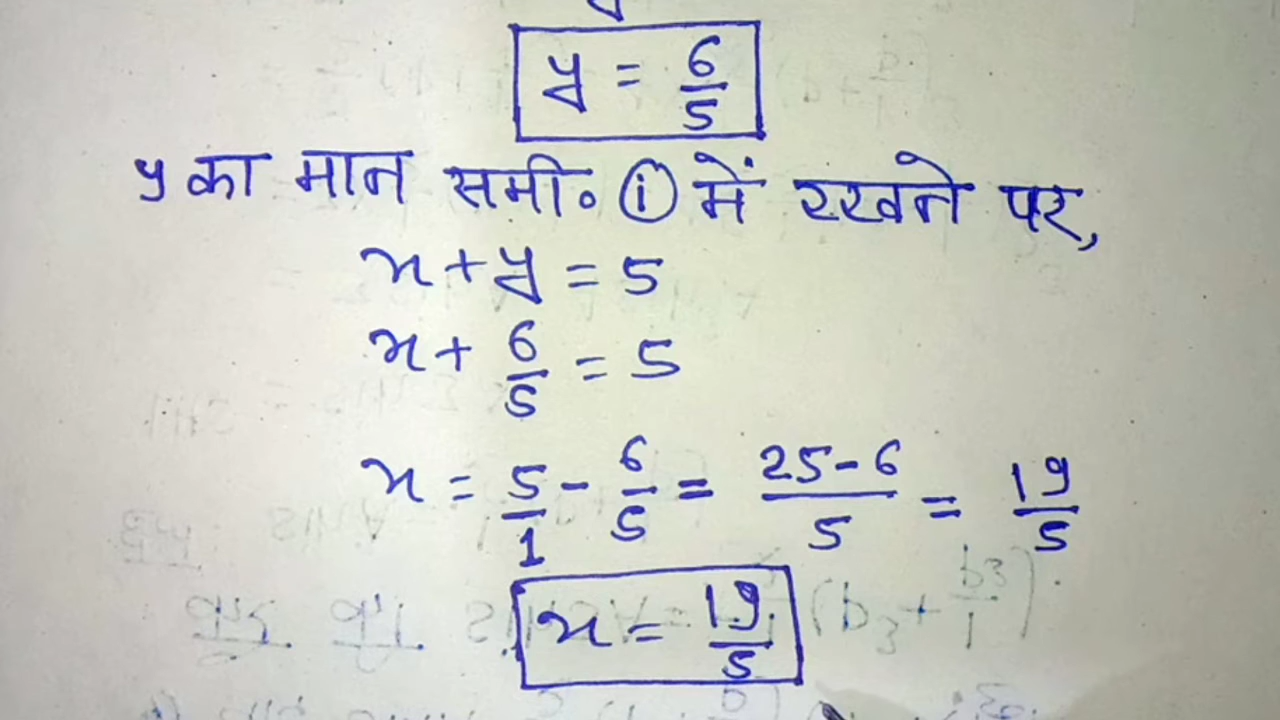 y = 6/5
y का मान समी० (i) में रखने पर,
x + y = 5
x + 6/5 = 5
x = 5/1 - 6/5 = 25-6/5 = 19/5
x = 19/5